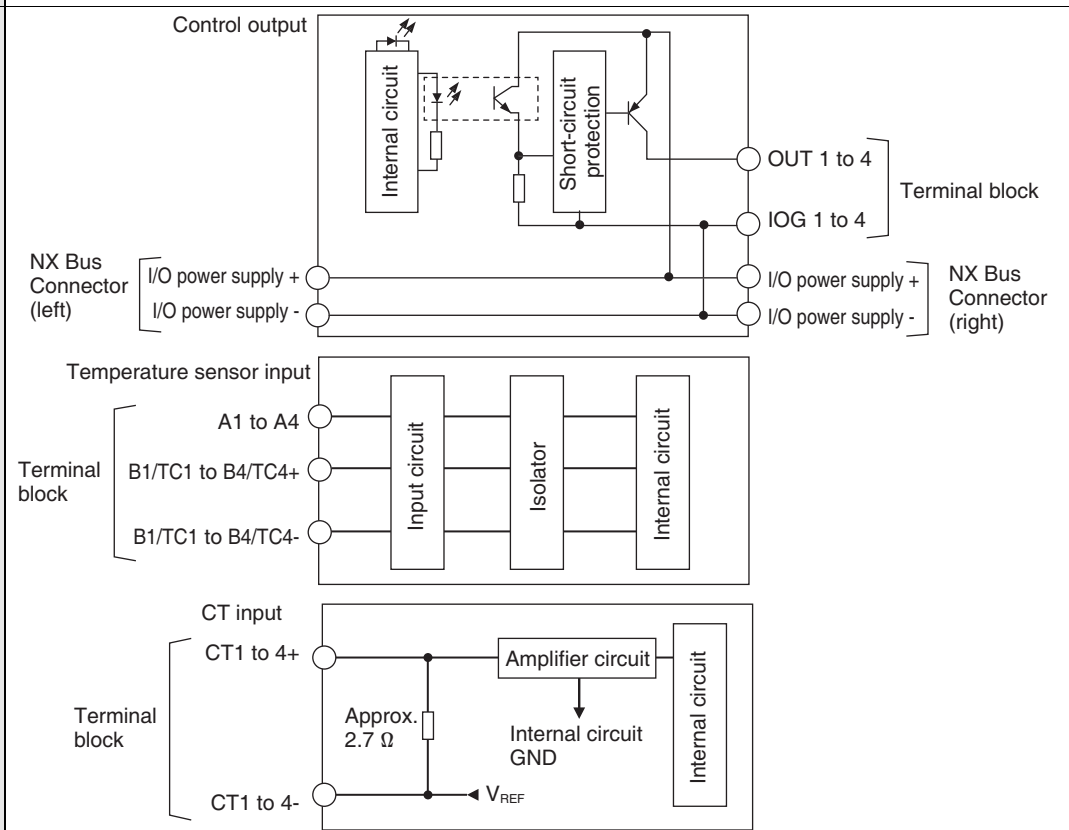 Control output
Internal circuit
Short-circuit
protection
OUT 1 to 4
IOG 1 to 4
Terminal block
NX Bus
Connector
(left)
I/O power supply +
I/O power supply -
I/O power supply +
I/O power supply -
NX Bus
Connector
(right)
Temperature sensor input
Terminal
block
A1 to A4
B1/TC1 to B4/TC4+
B1/TC1 to B4/TC4-
Input circuit
Isolator
Internal circuit
CT input
Terminal
block
CT1 to 4+
CT1 to 4-
Approx.
2.7 Ω
Amplifier circuit
Internal circuit
GND
VREF
Internal circuit